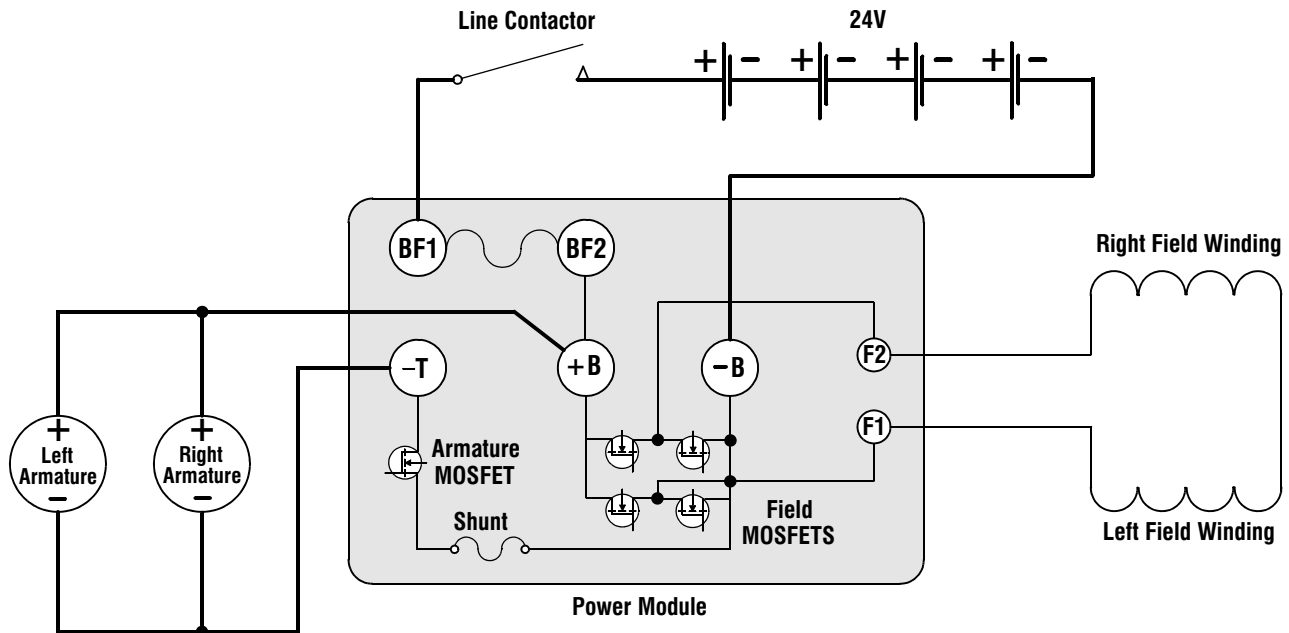 Line Contactor
24V
+ − + − + − + −
BF1
BF2
Right Field Winding
−T
+B
−B
F2
F1
+
Left
Armature
−
+
Right
Armature
−
Armature
MOSFET
Shunt
Field
MOSFETS
Left Field Winding
Power Module